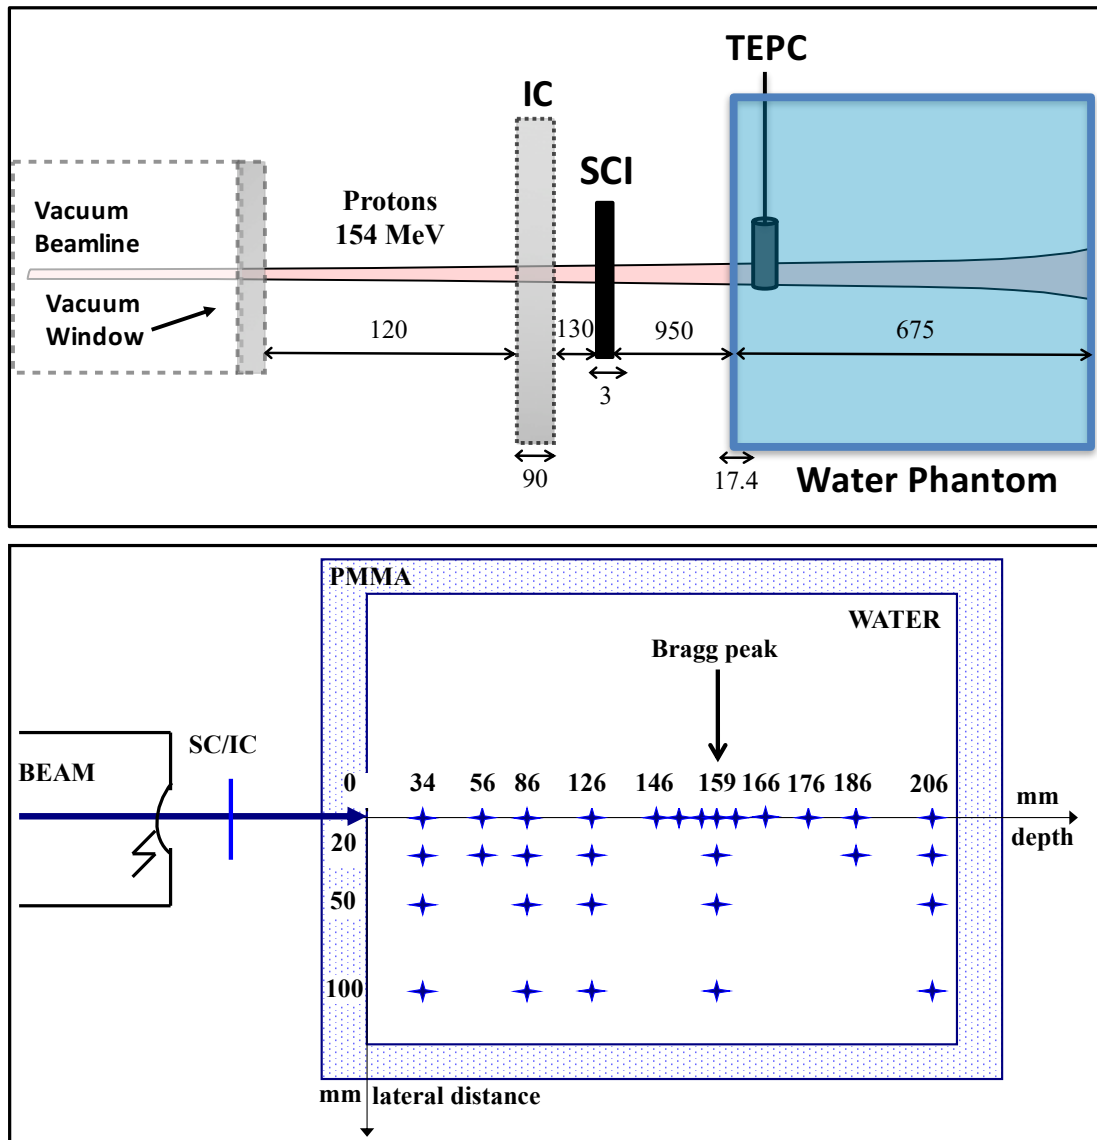 TEPC
IC
SCI
Protons
154 MeV
Vacuum
Beamline
Vacuum
Window
120
130
950
675
3
90
17.4
Water Phantom
PMMA
WATER
Bragg peak
SC/IC
BEAM
0
34
56
86
126
146
159
166
176
186
206
mm
depth
20
50
100
mm
lateral distance